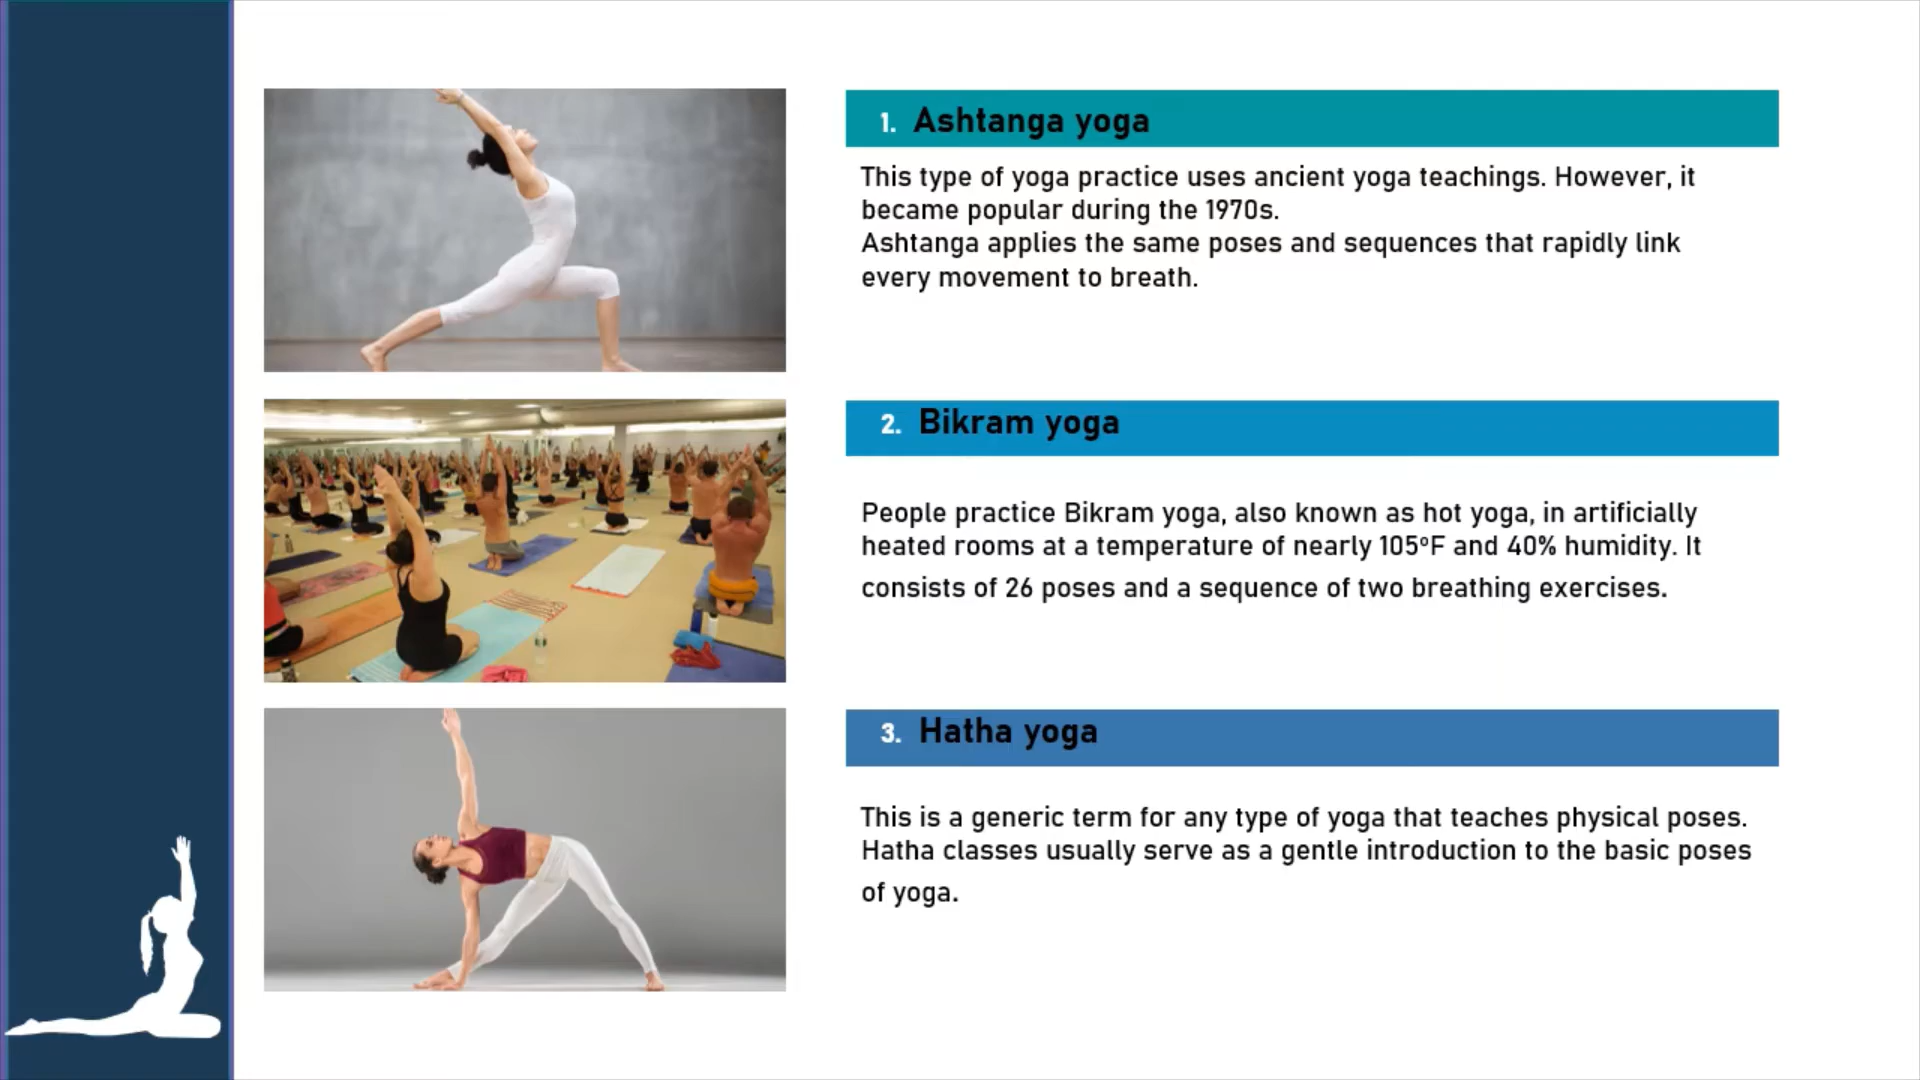 1. Ashtanga yoga
This type of yoga practice uses ancient yoga teachings. However, it
became popular during the 1970s.
Ashtanga applies the same poses and sequences that rapidly link
every movement to breath.
2. Bikram yoga
People practice Bikram yoga, also known as hot yoga, in artificially
heated rooms at a temperature of nearly 105ºF and 40% humidity. It
consists of 26 poses and a sequence of two breathing exercises.
3. Hatha yoga
This is a generic term for any type of yoga that teaches physical poses.
Hatha classes usually serve as a gentle introduction to the basic poses
of yoga.